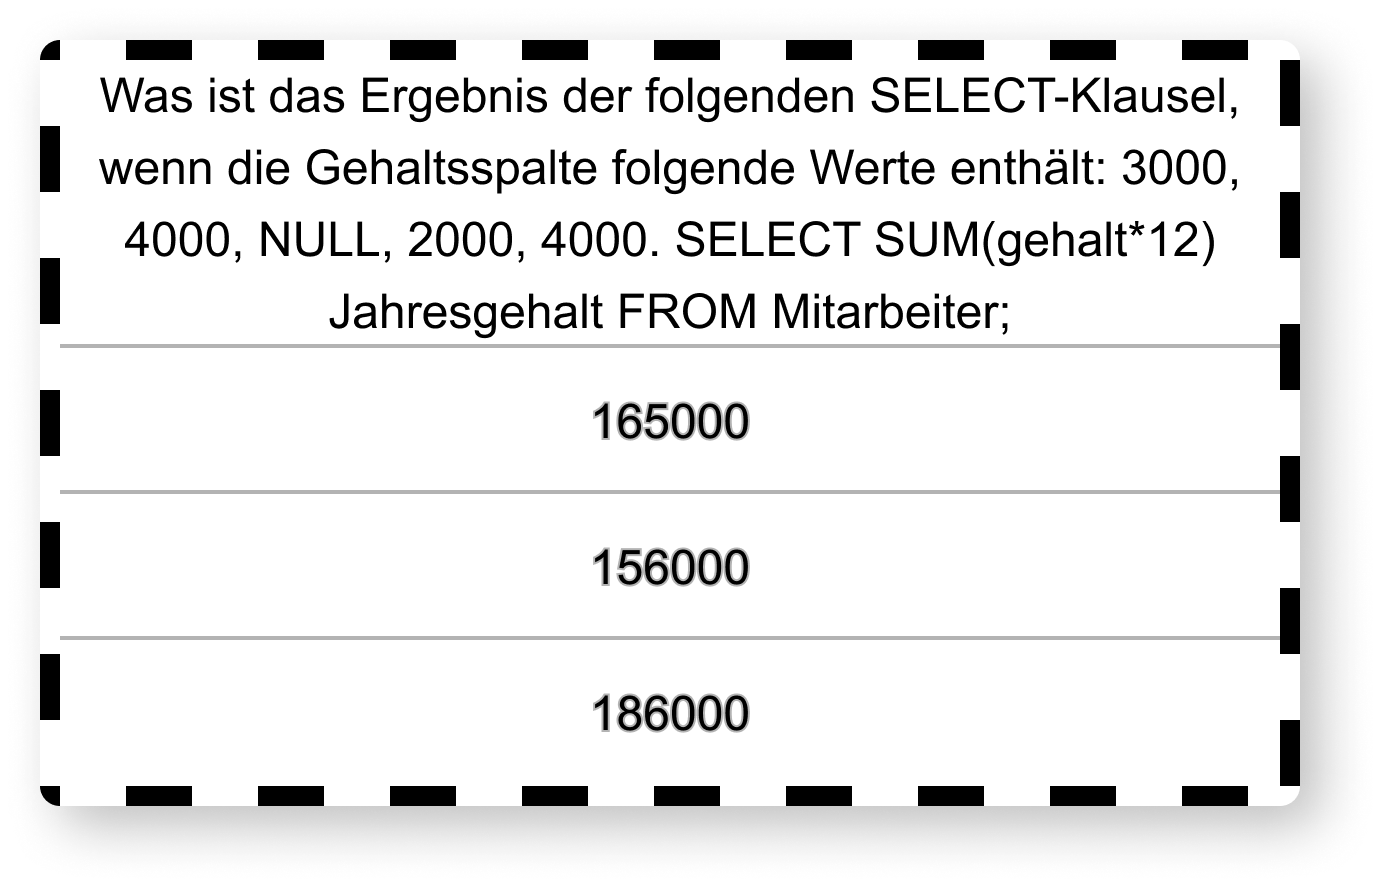 Was ist das Ergebnis der folgenden SELECT-Klausel,
wenn die Gehaltsspalte folgende Werte enthält: 3000,
4000, NULL, 2000, 4000. SELECT SUM(gehalt*12)
Jahresgehalt FROM Mitarbeiter;
165000
156000
186000